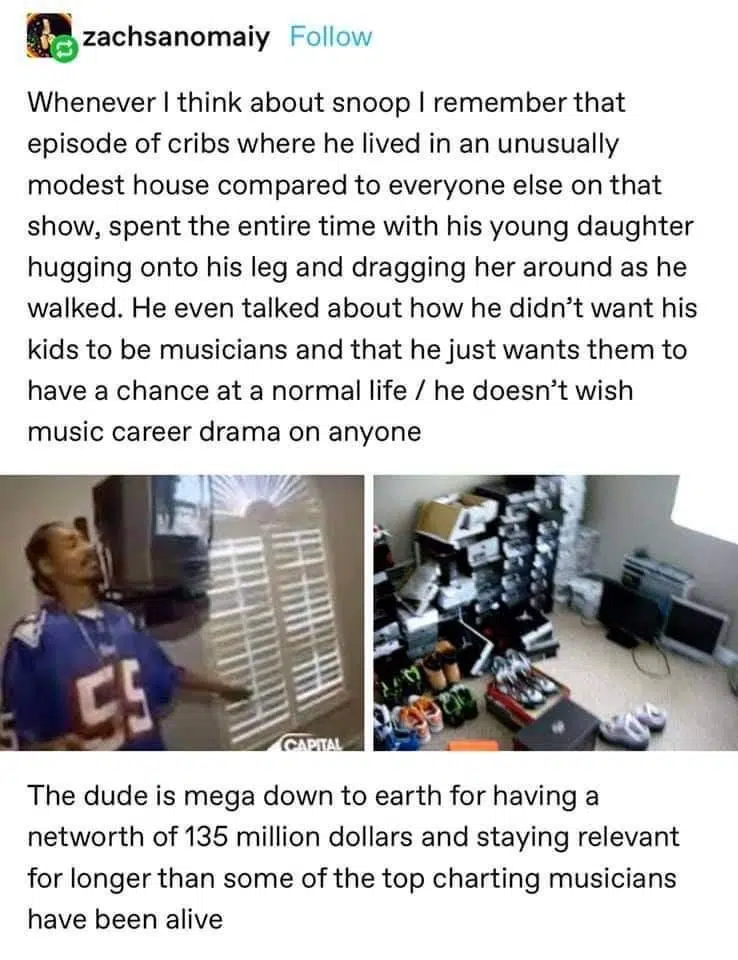 zachsanomaiy Follow
Whenever I think about snoop I remember that
episode of cribs where he lived in an unusually
modest house compared to everyone else on that
show, spent the entire time with his young daughter
hugging onto his leg and dragging her around as he
walked. He even talked about how he didn’t want his
kids to be musicians and that he just wants them to
have a chance at a normal life / he doesn’t wish
music career drama on anyone
55
CAPITAL
The dude is mega down to earth for having a
networth of 135 million dollars and staying relevant
for longer than some of the top charting musicians
have been alive